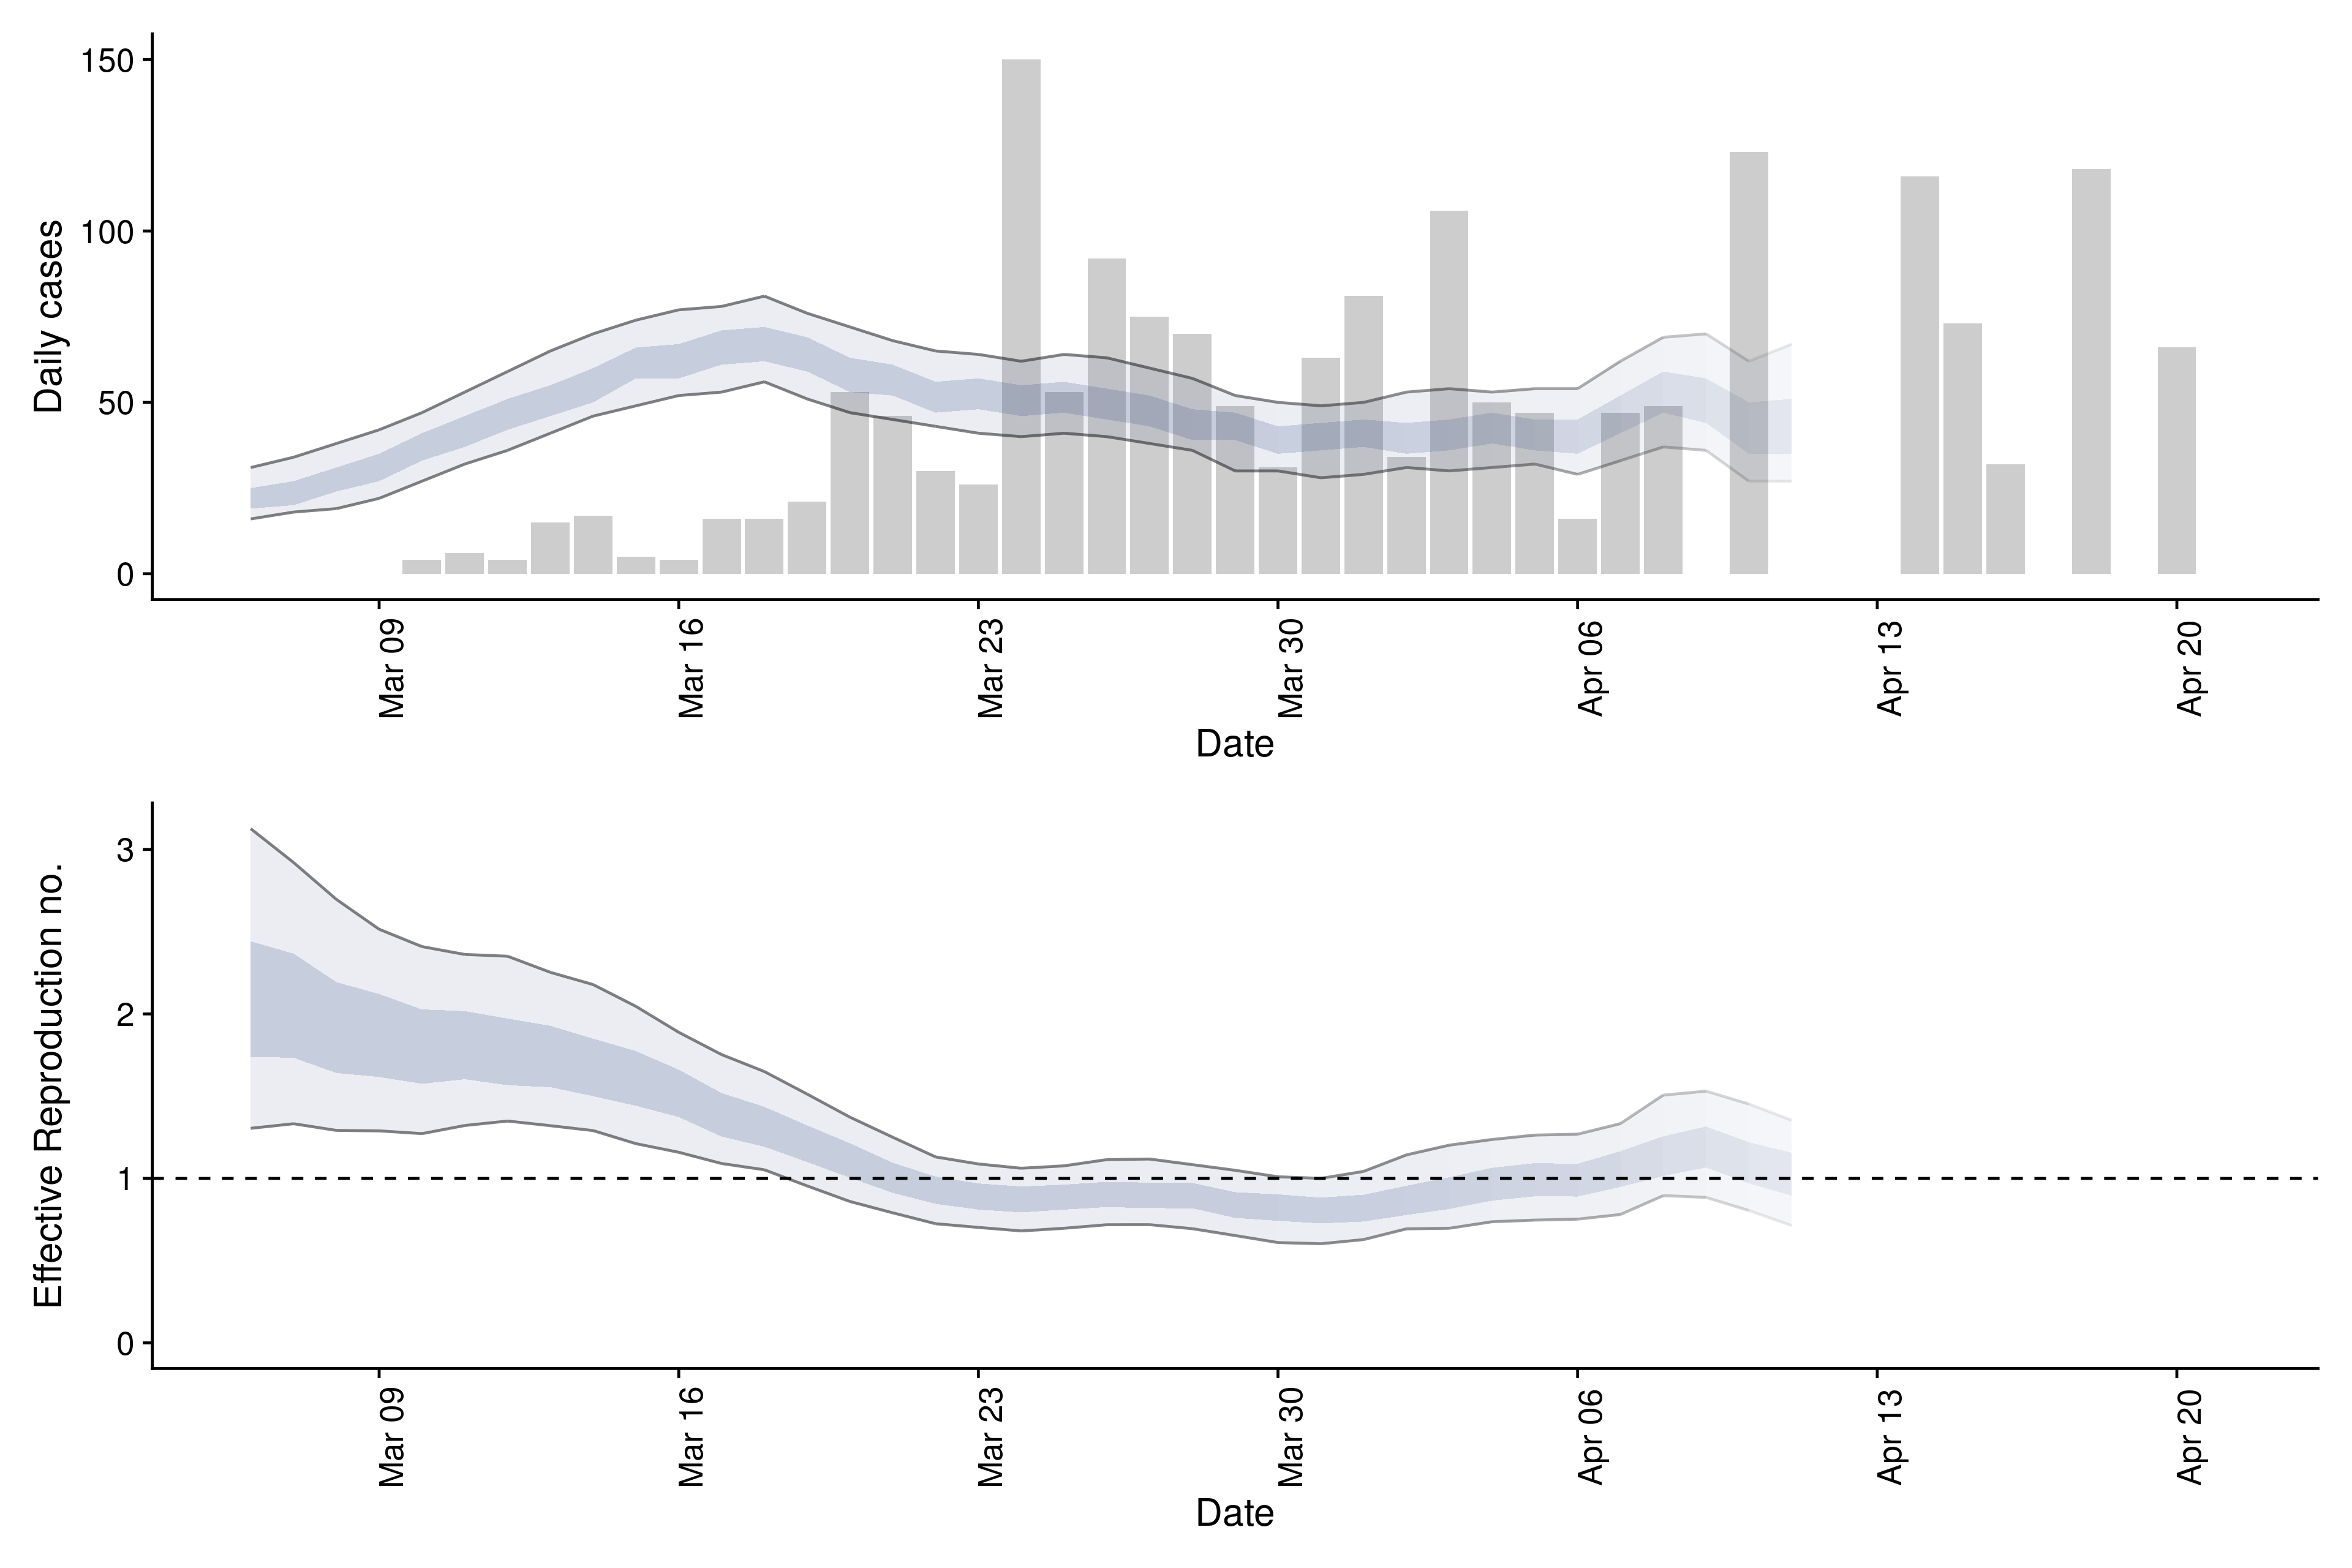 Daily cases
150
100
50
0
Mar 09
Mar 16
Mar 23
Mar 30
Apr 06
Apr 13
Apr 20
Date
Effective Reproduction no.
3
2
1
0
Mar 09
Mar 16
Mar 23
Mar 30
Apr 06
Apr 13
Apr 20
Date